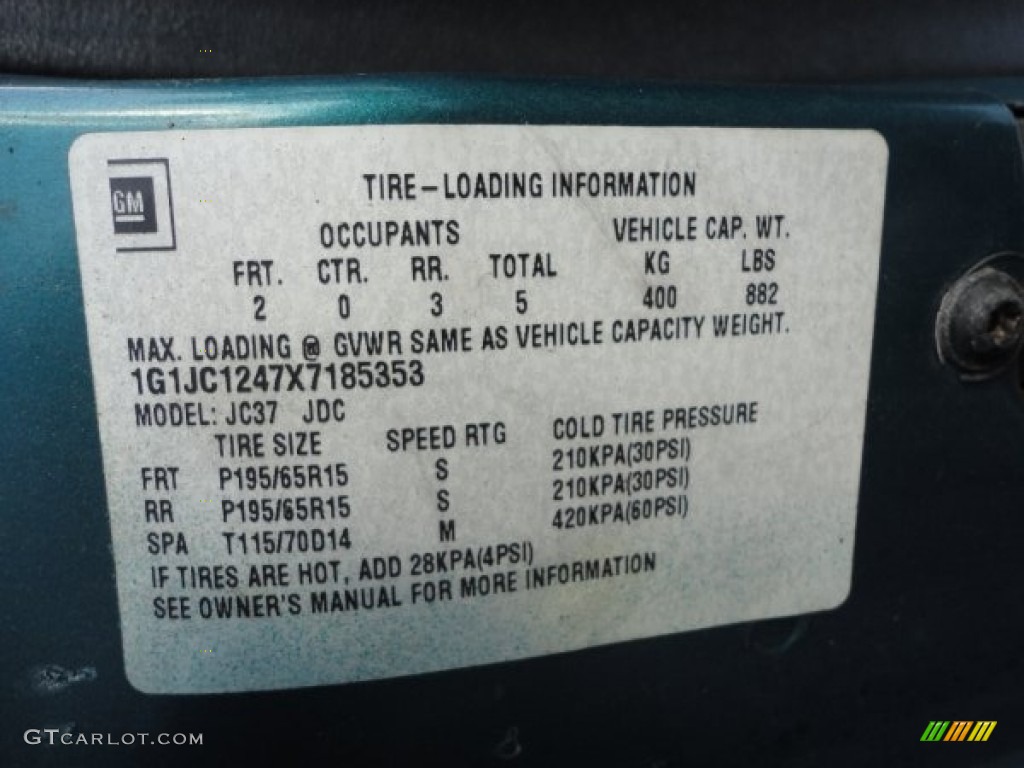 GM
TIRE-LOADING INFORMATION
OCCUPANTS VEHICLE CAP. WT.
FRT. CTR. RR. TOTAL KG LBS
2 0 3 5 400 882
MAX. LOADING @ GVWR SAME AS VEHICLE CAPACITY WEIGHT.
1G1JC1247X7185353
MODEL: JC37 JDC
TIRE SIZE SPEED RTG COLD TIRE PRESSURE
FRT P195/65R15 S 210KPA(30PSI)
RR P195/65R15 S 210KPA(30PSI)
SPA T115/70D14 M 420KPA(60PSI)
IF TIRES ARE HOT, ADD 28KPA(4PSI)
SEE OWNER'S MANUAL FOR MORE INFORMATION
GTCARLOT.COM